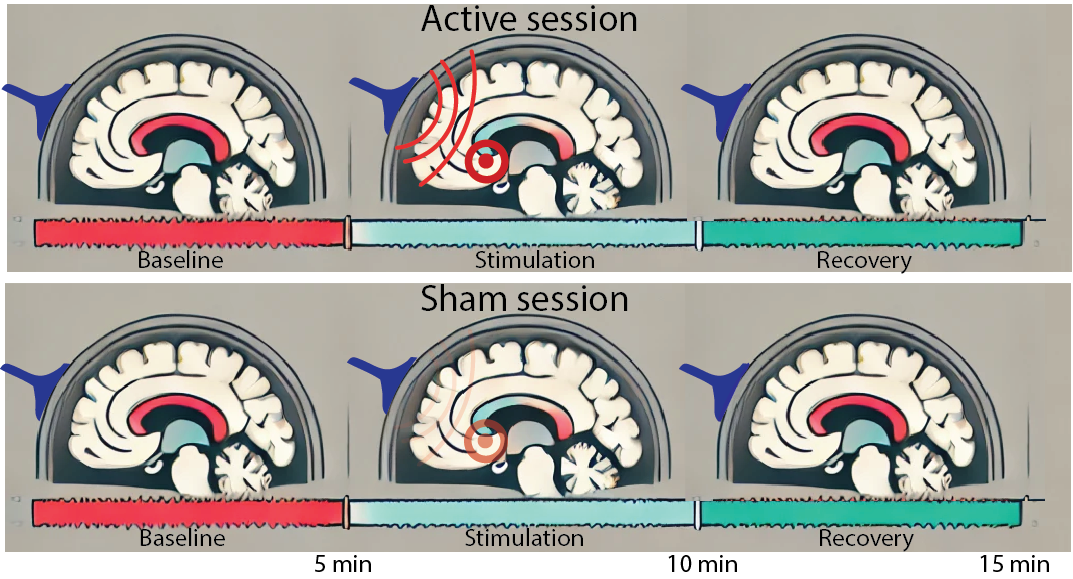 Active session
Baseline
Stimulation
Recovery
Sham session
Baseline
Stimulation
Recovery
5 min
10 min
15 min